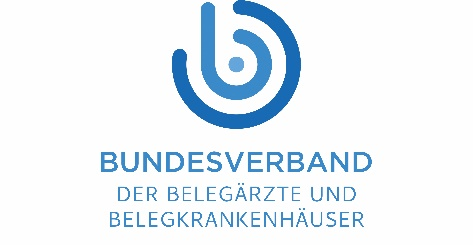 BUNDESVERBAND
DER BELEGÄRZTE UND
BELEGKRANKENHÄUSER